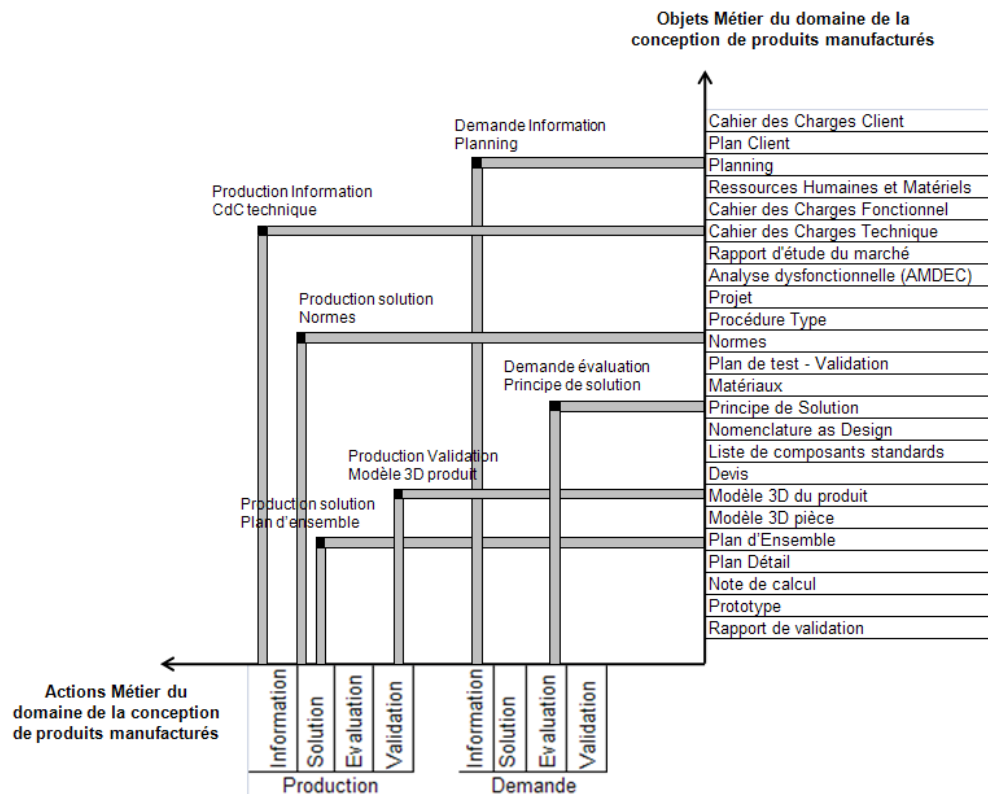 Objets Métier du domaine de la
conception de produits manufacturés
Cahier des Charges Client
Plan Client
Planning
Ressources Humaines et Matériels
Cahier des Charges Fonctionnel
Cahier des Charges Technique
Rapport d'étude du marché
Analyse dysfonctionnelle (AMDEC)
Projet
Procédure Type
Normes
Plan de test - Validation
Matériaux
Principe de Solution
Nomenclature as Design
Liste de composants standards
Devis
Modèle 3D du produit
Modèle 3D pièce
Plan d'Ensemble
Plan Détail
Note de calcul
Prototype
Rapport de validation
Demande Information
Planning
Production Information
CdC technique
Production solution
Normes
Demande évaluation
Principe de solution
Production Validation
Modèle 3D produit
Production solution
Plan d'ensemble
Actions Métier du
domaine de la conception
de produits manufacturés
Information
Solution
Evaluation
Validation
Production
Information
Solution
Evaluation
Validation
Demande